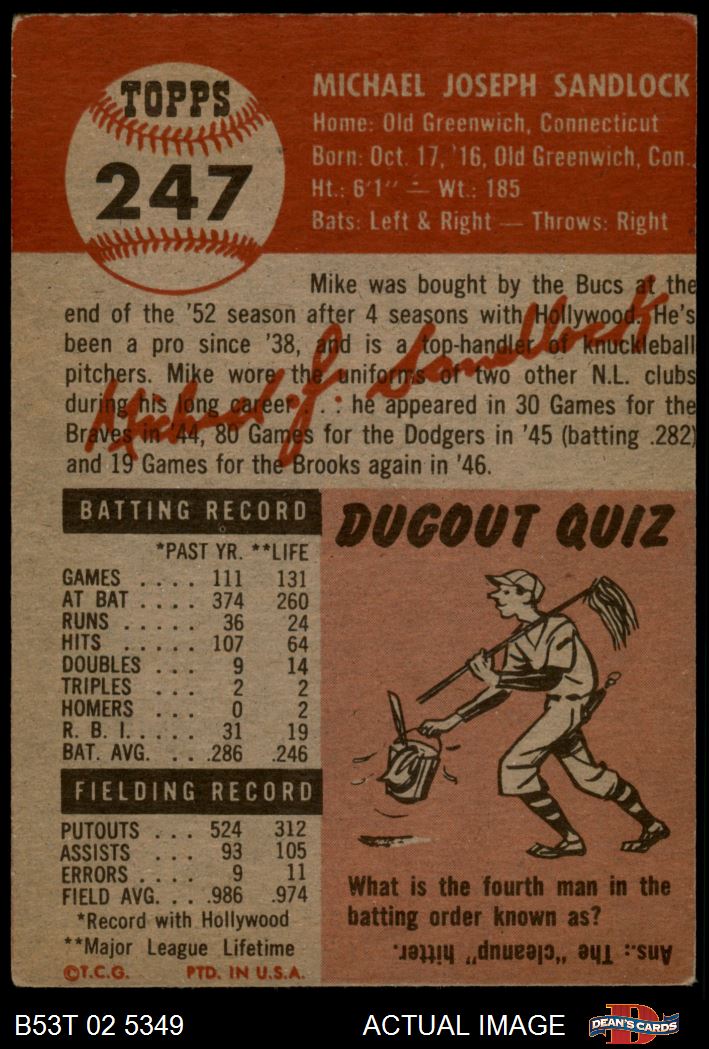 TOPPS
247
MICHAEL JOSEPH SANDLOCK
Home: Old Greenwich, Connecticut
Born: Oct. 17, '16, Old Greenwich, Con.
Ht.: 6'1" — Wt.: 185
Bats: Left & Right — Throws: Right
Mike was bought by the Bucs at the
end of the '52 season after 4 seasons with Hollywood. He's
been a pro since '38, and is a top-handler of knuckleball
pitchers. Mike wore the uniforms of two other N.L. clubs
during his long career . . : he appeared in 30 Games for the
Braves in '44, 80 Games for the Dodgers in '45 (batting .282)
and 19 Games for the Brooks again in '46.
Michael J. Sandlock
BATTING RECORD
*PAST YR. **LIFE
GAMES . . . . 111 131
AT BAT . . . . 374 260
RUNS . . . . . 36 24
HITS . . . . . 107 64
DOUBLES . . . 9 14
TRIPLES . . . 2 2
HOMERS . . . 0 2
R. B. I. . . . . 31 19
BAT. AVG. . . . .286 .246
FIELDING RECORD
PUTOUTS . . . 524 312
ASSISTS . . . . 93 105
ERRORS . . . . 9 11
FIELD AVG. . . .986 .974
*Record with Hollywood
**Major League Lifetime
©T.C.G. PTD. IN U.S.A.
DUGOUT QUIZ
What is the fourth man in the
batting order known as?
Ans.: The "cleanup" hitter.
B53T 02 5349 ACTUAL IMAGE DEAN'S CARDS